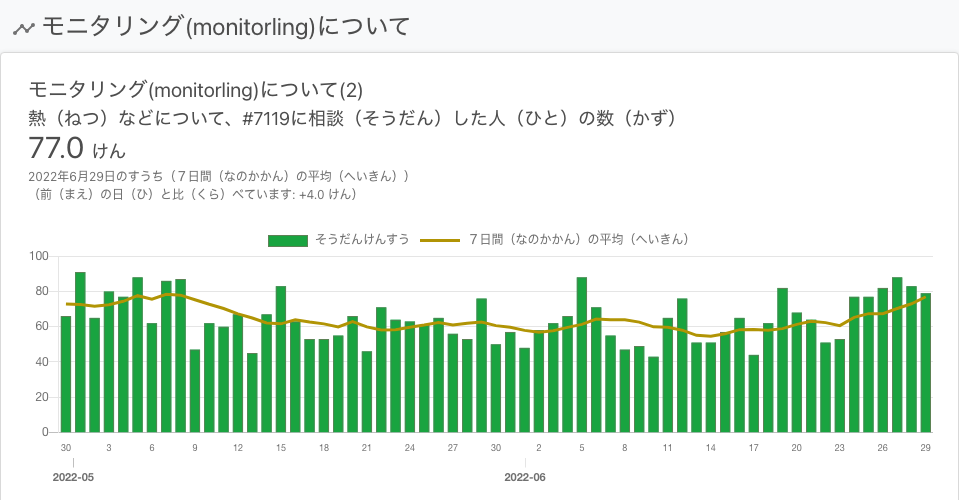 モニタリング(monitorling)について
モニタリング(monitorling)について(2)
熱（ねつ）などについて、#7119に相談（そうだん）した人（ひと）の数（かず）
77.0 けん
2022年6月29日のすうち（７日間（なのかかん）の平均（へいきん））
（前（まえ）の日（ひ）と比（くら）べています: +4.0 けん）
そうだんけんすう ７日間（なのかかん）の平均（へいきん）
100
80
60
40
20
0
30 3 6 9 12 15 18 21 24 27 30 2 5 8 11 14 17 20 23 26 29
2022-05 2022-06